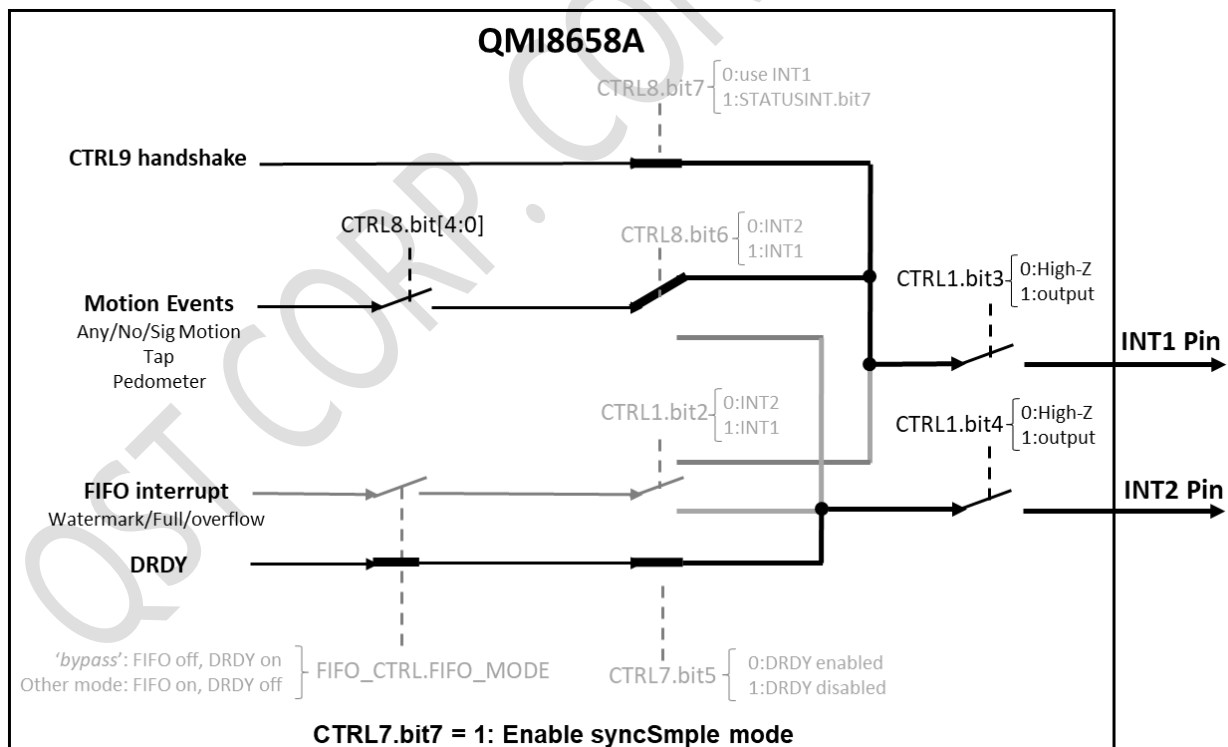 QMI8658A
CTRL8.bit7
0:use INT1
1:STATUSINT.bit7
CTRL9 handshake
CTRL8.bit[4:0]
CTRL8.bit6
0:INT2
1:INT1
Motion Events
Any/No/Sig Motion
Tap
Pedometer
CTRL1.bit3
0:High-Z
1:output
INT1 Pin
CTRL1.bit2
0:INT2
1:INT1
CTRL1.bit4
0:High-Z
1:output
INT2 Pin
FIFO interrupt
Watermark/Full/overflow
DRDY
'bypass': FIFO off, DRDY on
Other mode: FIFO on, DRDY off
FIFO_CTRL.FIFO_MODE
CTRL7.bit5
0:DRDY enabled
1:DRDY disabled
CTRL7.bit7 = 1: Enable syncSmple mode
QST CORP. CON